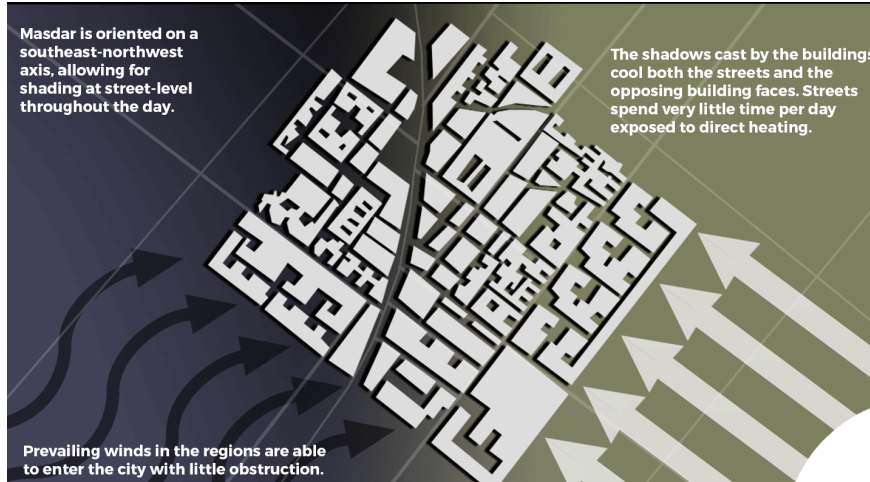 Masdar is oriented on a
southeast-northwest
axis, allowing for
shading at street-level
throughout the day.
The shadows cast by the buildings
cool both the streets and the
opposing building faces. Streets
spend very little time per day
exposed to direct heating.
Prevailing winds in the regions are able
to enter the city with little obstruction.